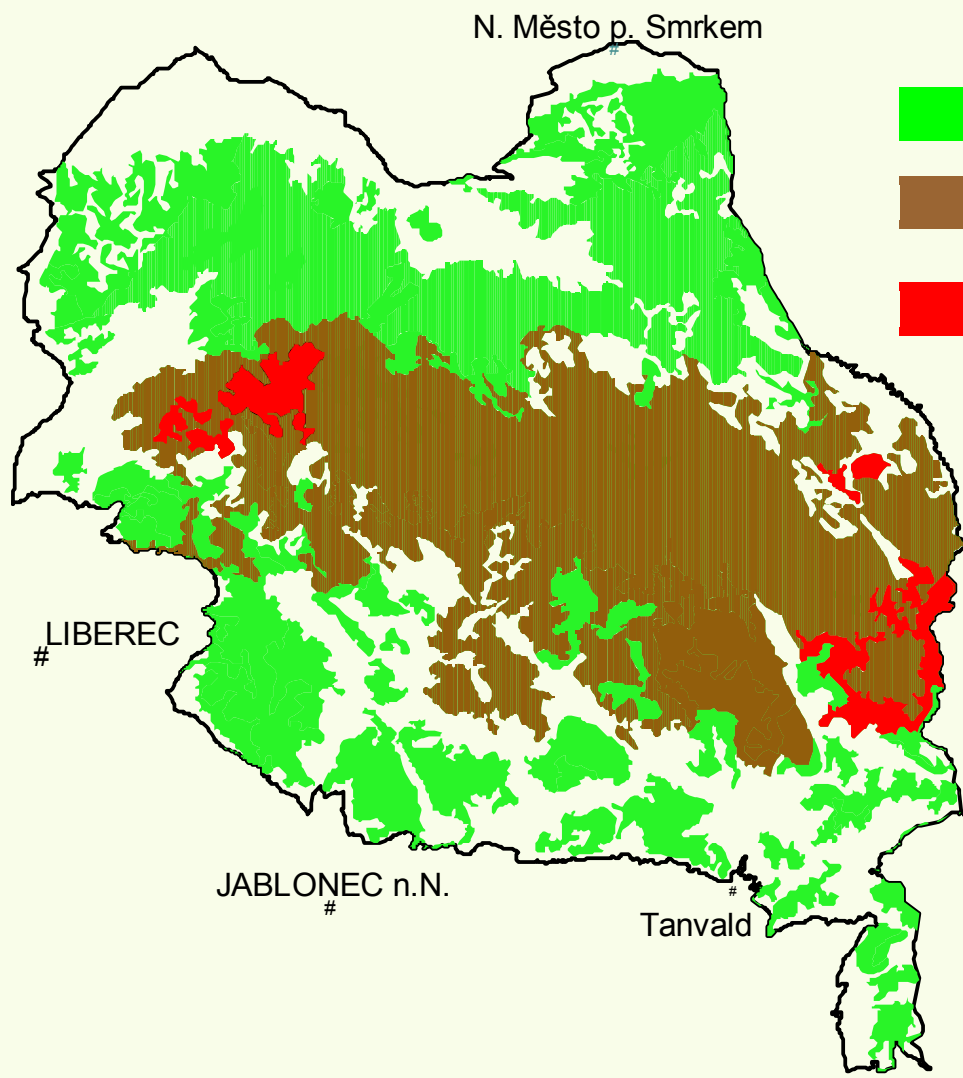 N. Město p. Smrkem
#
LIBEREC
#
JABLONEC n.N.
#
#
Tanvald